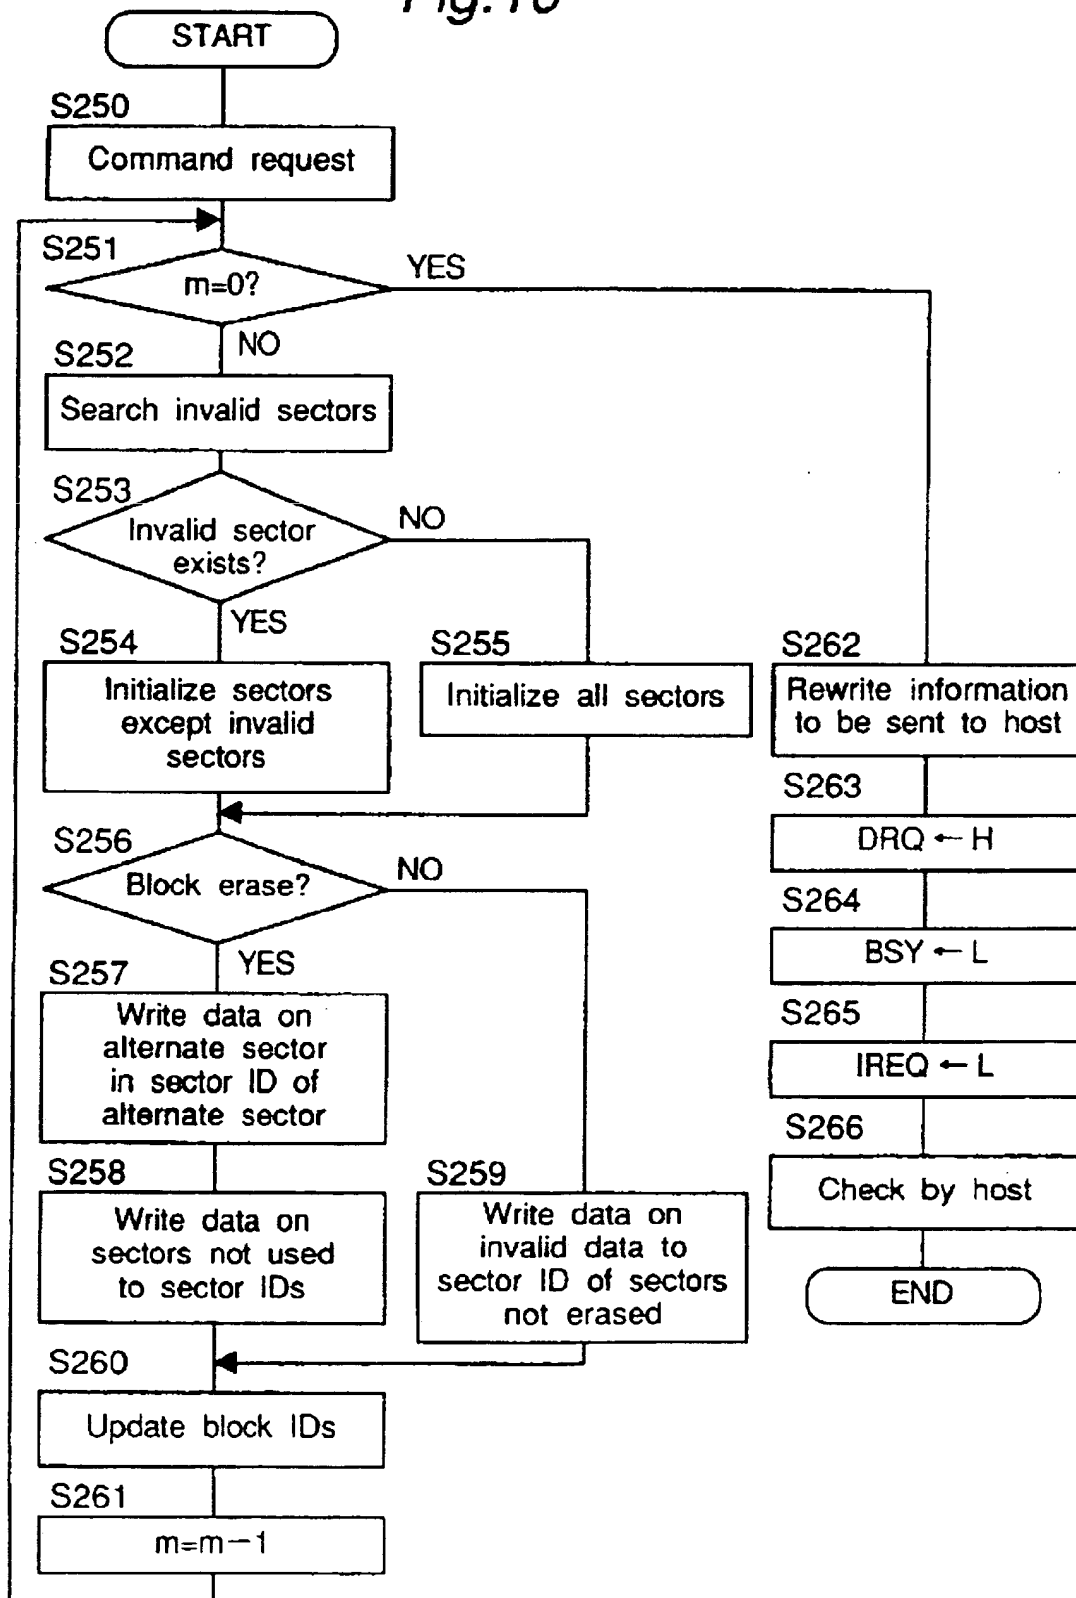 START
S250
Command request
S251
m=0?
YES
NO
S252
Search invalid sectors
S253
Invalid sector
exists?
NO
YES
S254
Initialize sectors
except invalid
sectors
S255
Initialize all sectors
S256
Block erase?
NO
YES
S257
Write data on
alternate sector
in sector ID of
alternate sector
S258
Write data on
sectors not used
to sector IDs
S259
Write data on
invalid data to
sector ID of sectors
not erased
S260
Update block IDs
S261
m=m−1
S262
Rewrite information
to be sent to host
S263
DRQ ← H
S264
BSY ← L
S265
IREQ ← L
S266
Check by host
END